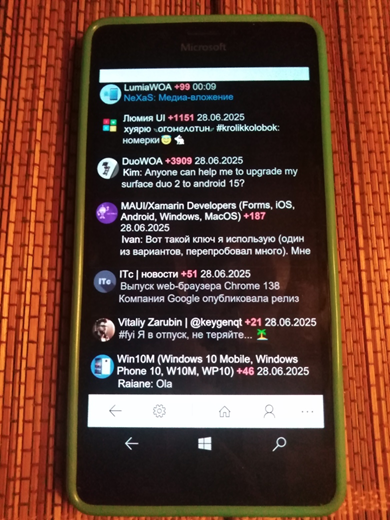 Microsoft
LumiaWOA +99 00:09
NeXaS: Медиа-вложение
Люмия UI +1151 28.06.2025
#krolikkolobok:
номерки
DuoWOA +3909 28.06.2025
Kim: Anyone can help me to upgrade my
surface duo 2 to android 15?
MAUI/Xamarin Developers (Forms, iOS,
Android, Windows, MacOS) +187
28.06.2025
Ivan: Вот такой ключ я использую (один
из вариантов, перепробовал много). Мне
ITc
ITc | новости +51 28.06.2025
Выпуск web-браузера Chrome 138
Компания Google опубликовала релиз
Vitaliy Zarubin | @keygenqt +21 28.06.2025
#fyi Я в отпуск, не теряйте... 🌴
Win10M (Windows 10 Mobile, Windows
Phone 10, W10M, WP10) +46 28.06.2025
Raiane: Ola